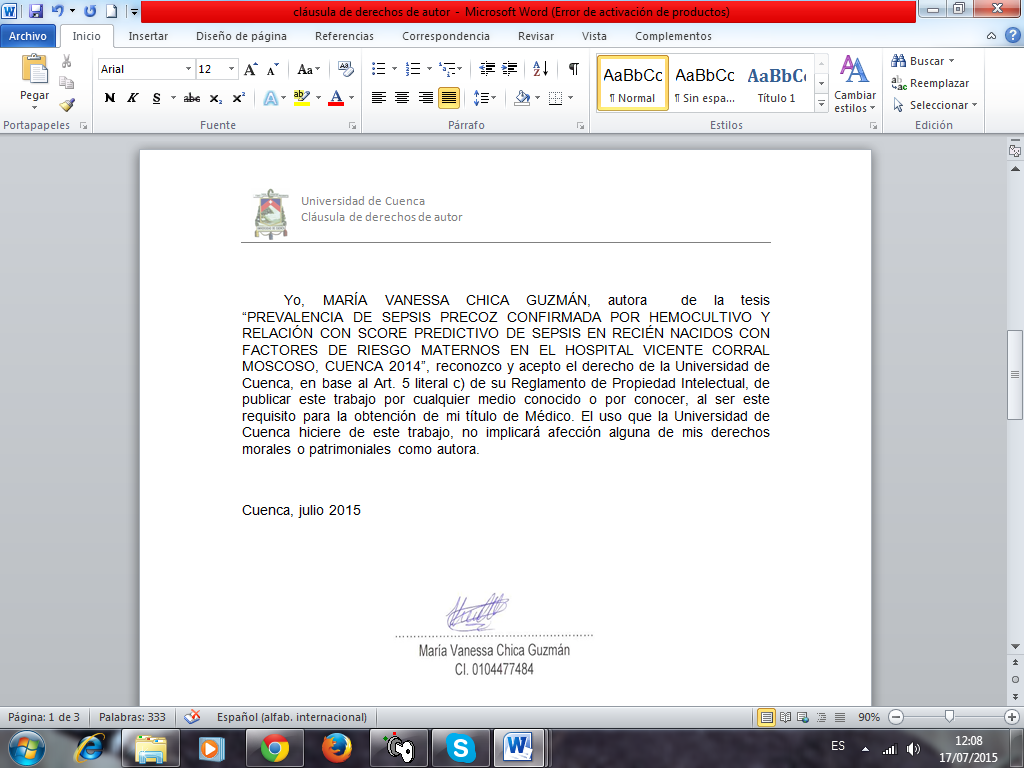 cláusula de derechos de autor - Microsoft Word (Error de activación de productos)
Archivo Inicio Insertar Diseño de página Referencias Correspondencia Revisar Vista Complementos
Pegar
Arial 12
Aa
N K S abc x₂ x² A ab A
AaBbCc AaBbCc AaBbC
¶ Normal ¶ Sin espa... Título 1
Cambiar estilos
Buscar
Reemplazar
Seleccionar
Portapapeles Fuente Párrafo Estilos Edición
Universidad de Cuenca
Cláusula de derechos de autor
Yo, MARÍA VANESSA CHICA GUZMÁN, autora de la tesis
“PREVALENCIA DE SEPSIS PRECOZ CONFIRMADA POR HEMOCULTIVO Y
RELACIÓN CON SCORE PREDICTIVO DE SEPSIS EN RECIÉN NACIDOS CON
FACTORES DE RIESGO MATERNOS EN EL HOSPITAL VICENTE CORRAL
MOSCOSO, CUENCA 2014”, reconozco y acepto el derecho de la Universidad de
Cuenca, en base al Art. 5 literal c) de su Reglamento de Propiedad Intelectual, de
publicar este trabajo por cualquier medio conocido o por conocer, al ser este
requisito para la obtención de mi título de Médico. El uso que la Universidad de
Cuenca hiciere de este trabajo, no implicará afección alguna de mis derechos
morales o patrimoniales como autora.
Cuenca, julio 2015
María Vanessa Chica Guzmán
CI. 0104477484
Página: 1 de 3 Palabras: 333 Español (alfab. internacional) 90%
ES 12:08
17/07/2015